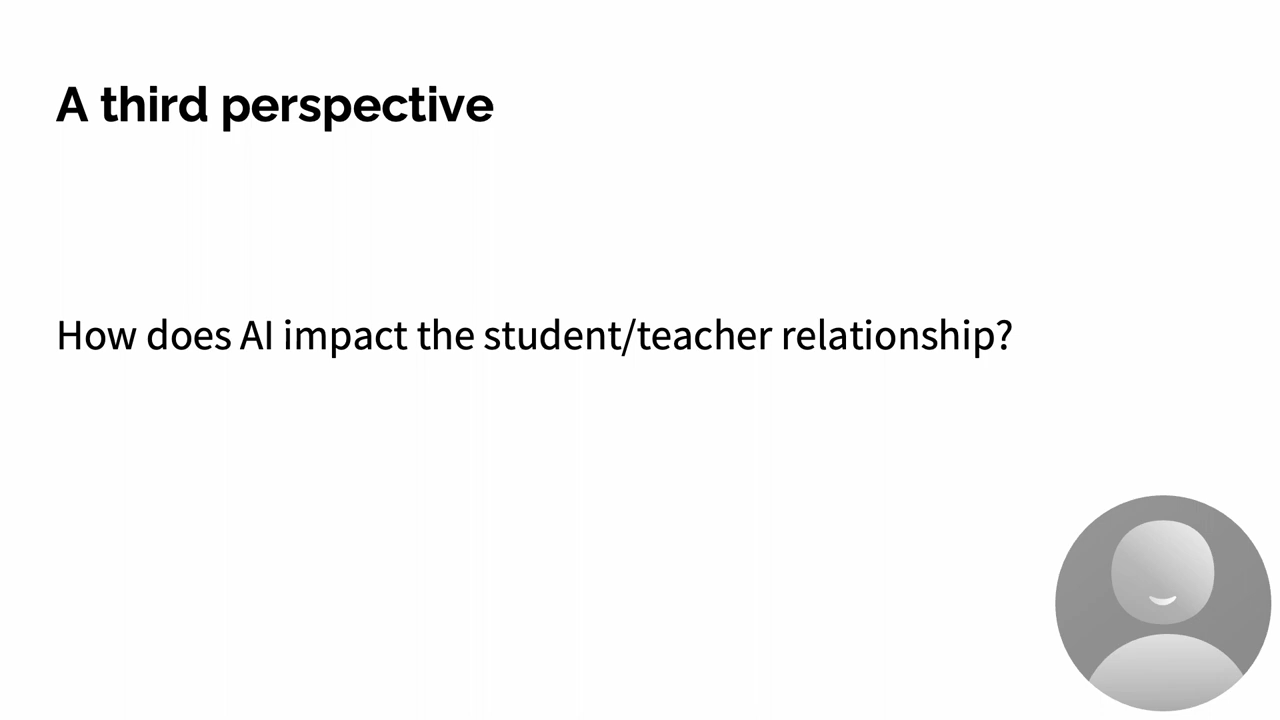 A third perspective
How does AI impact the student/teacher relationship?